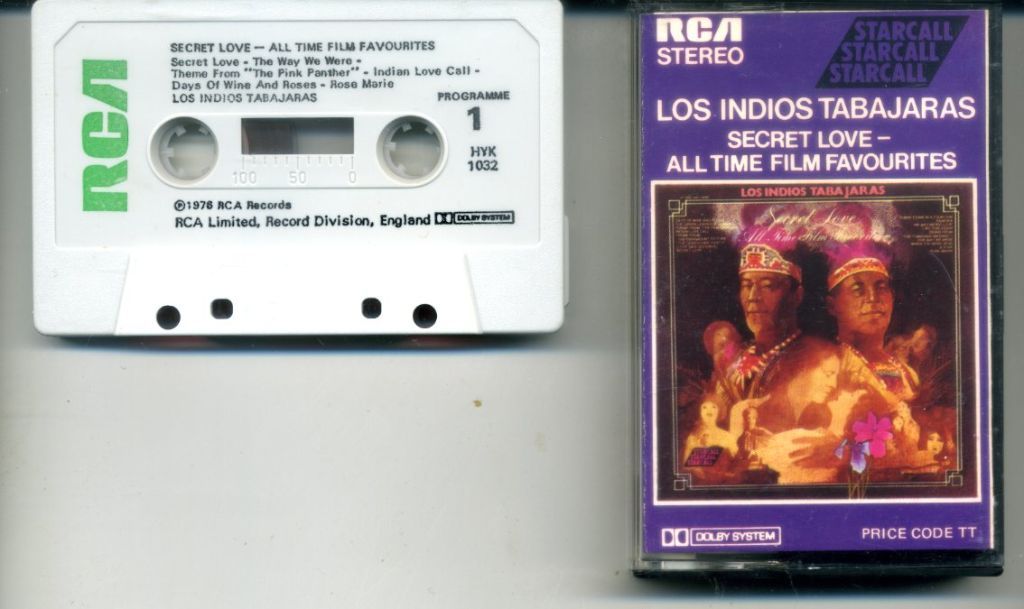 RCA
SECRET LOVE — ALL TIME FILM FAVOURITES
Secret Love - The Way We Were -
Theme From "The Pink Panther" - Indian Love Call -
Days Of Wine And Roses - Rose Marie
LOS INDIOS TABAJARAS
PROGRAMME
1
HYK
1032
100 50 0
℗1976 RCA Records
RCA Limited, Record Division, England DOLBY SYSTEM
RCA
STEREO
STARCALL
STARCALL
STARCALL
LOS INDIOS TABAJARAS
SECRET LOVE —
ALL TIME FILM FAVOURITES
LOS INDIOS TABAJARAS
Secret Love
All Time Film Favourites
DOLBY SYSTEM
PRICE CODE TT